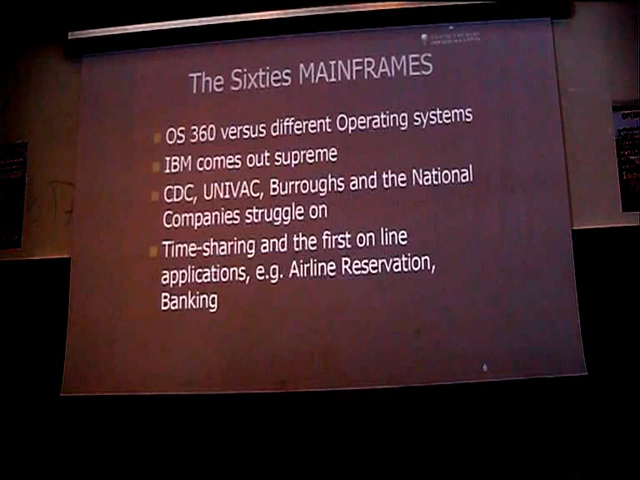 The Sixties MAINFRAMES
OS 360 versus different Operating systems
IBM comes out supreme
CDC, UNIVAC, Burroughs and the National
Companies struggle on
Time-sharing and the first on line
applications, e.g. Airline Reservation,
Banking
6